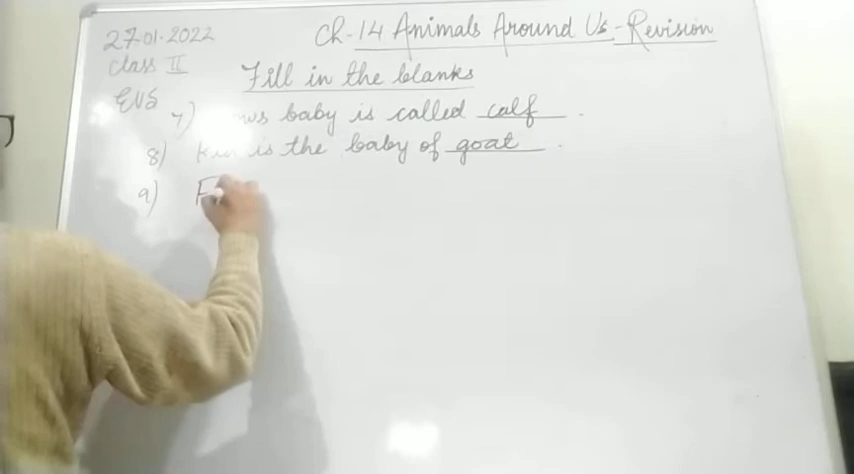 27-01-2022
Ch-14 Animals Around Us - Revision
Class II
Fill in the blanks
EVS
7) baby is called calf.
8) is the baby of goat.
9) F